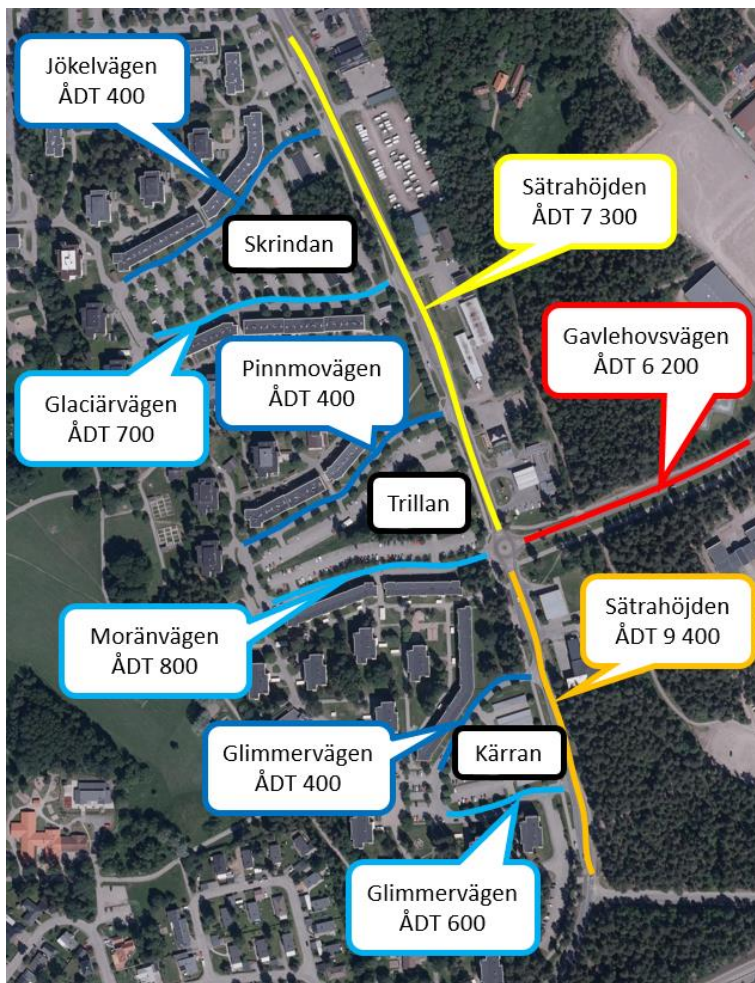 Jökelvägen
ÅDT 400
Sätrahöjden
ÅDT 7 300
Skrindan
Gavlehovsvägen
ÅDT 6 200
Pinnmovägen
ÅDT 400
Glaciärvägen
ÅDT 700
Trillan
Moränvägen
ÅDT 800
Sätrahöjden
ÅDT 9 400
Glimmervägen
ÅDT 400
Kärran
Glimmervägen
ÅDT 600